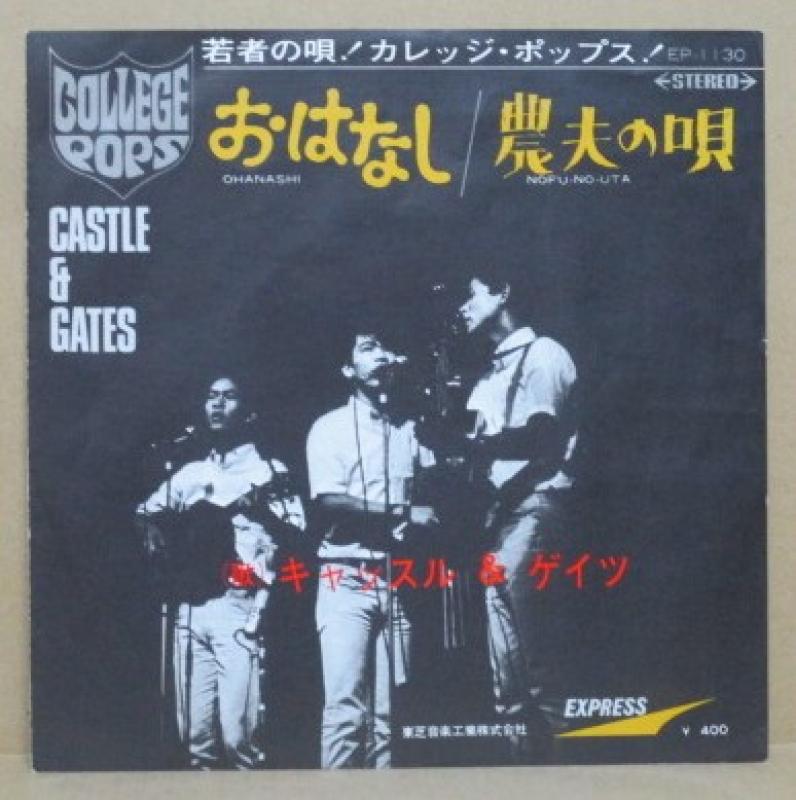 若者の唄!カレッジ・ポップス!
EP-1130
STEREO
COLLEGE
POPS
おはなし/農夫の唄
OHANASHI
NOFU-NO-UTA
CASTLE
&
GATES
(唄)キャッスル & ゲイツ
東芝音楽工業株式会社
EXPRESS
¥ 400